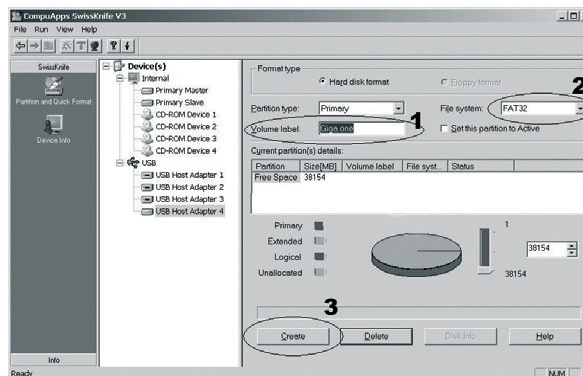 CompuApps SwissKnife V3
File Run View Help
SwissKnife
Partition and Quick Format
Device Info
Info
Device(s)
Internal
Primary Master
Primary Slave
CD-ROM Device 1
CD-ROM Device 2
CD-ROM Device 3
CD-ROM Device 4
USB
USB Host Adapter 1
USB Host Adapter 2
USB Host Adapter 3
USB Host Adapter 4
Format type
Hard disk format
Floppy format
2
Partition type: Primary
1
File system: FAT32
Volume label: Giga one
Set this partition to Active
Current partition(s) details:
Partition Size[MB] Volume label File syst.. Status
Free Space 38154
Primary
Extended
Logical
Unallocated
1
38154
38154
3
Create Delete Disk Info Help
Ready NUM